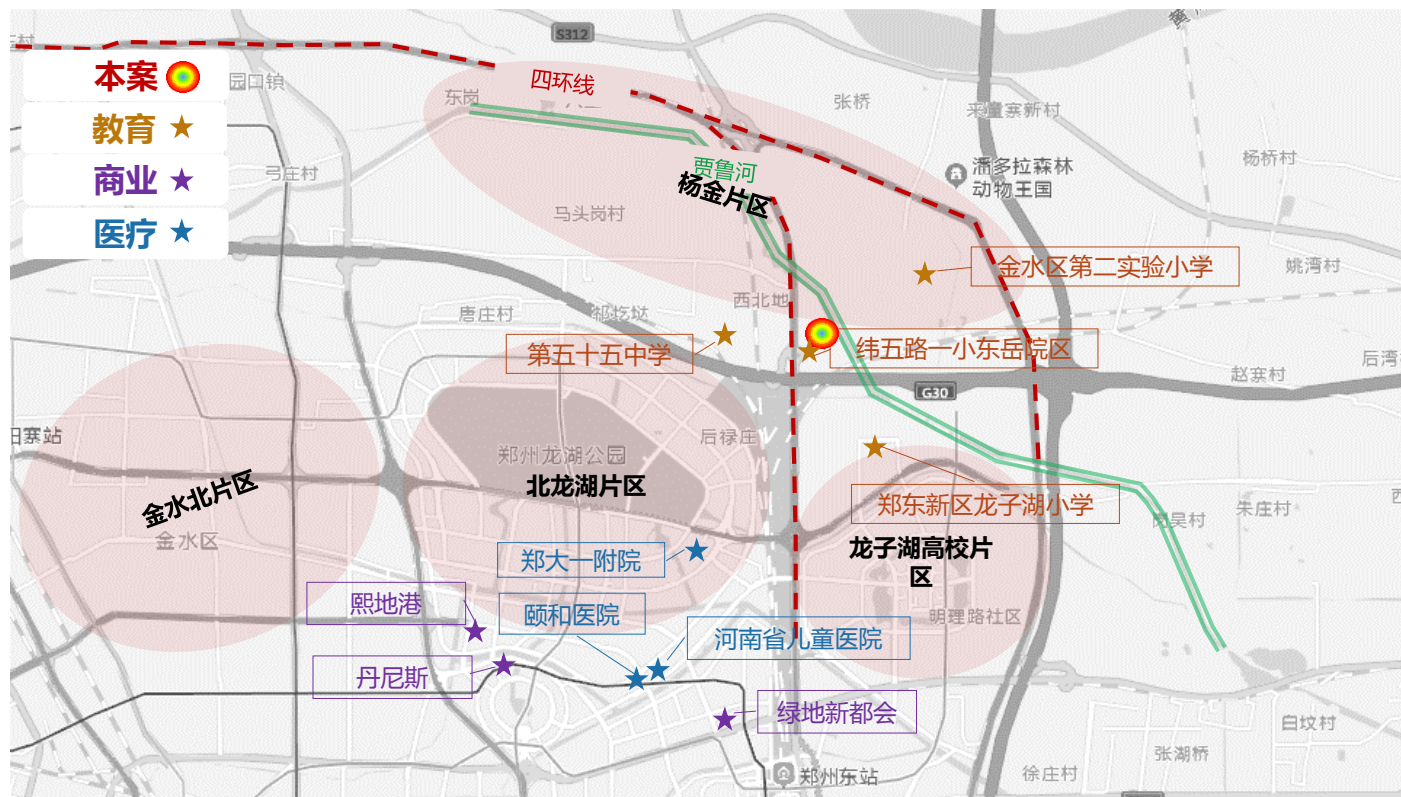 S312
本案
园口镇
四环线
东岗
张桥
来童寨新村
教育
贾鲁河
杨桥村
潘多拉森林
动物王国
弓庄村
商业
杨金片区
马头岗村
医疗
金水区第二实验小学
姚湾村
西北地
唐庄村
祁圪垯
第五十五中学
纬五路一小东岳院区
后湾
赵寨村
G30
后禄庄
郑州龙湖公园
北龙湖片区
金水北片区
金水区
郑东新区龙子湖小学
朱庄村
郑大一附院
龙子湖高校片
区
熙地港
颐和医院
明理路社区
河南省儿童医院
丹尼斯
绿地新都会
白坟村
张湖桥
郑州东站
徐庄村